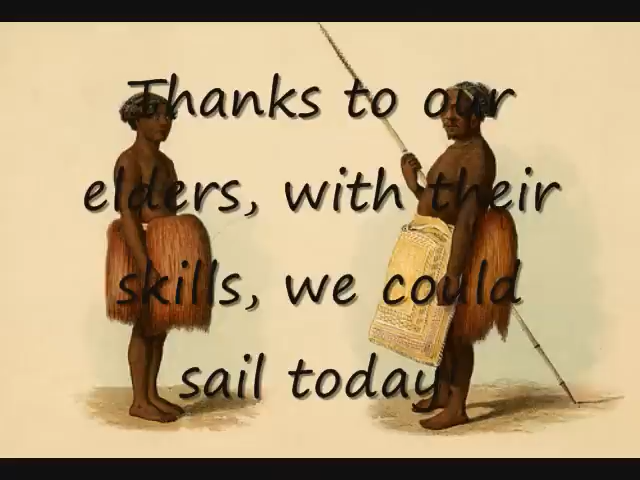 Thanks to our
elders, with their
skills, we could
sail today